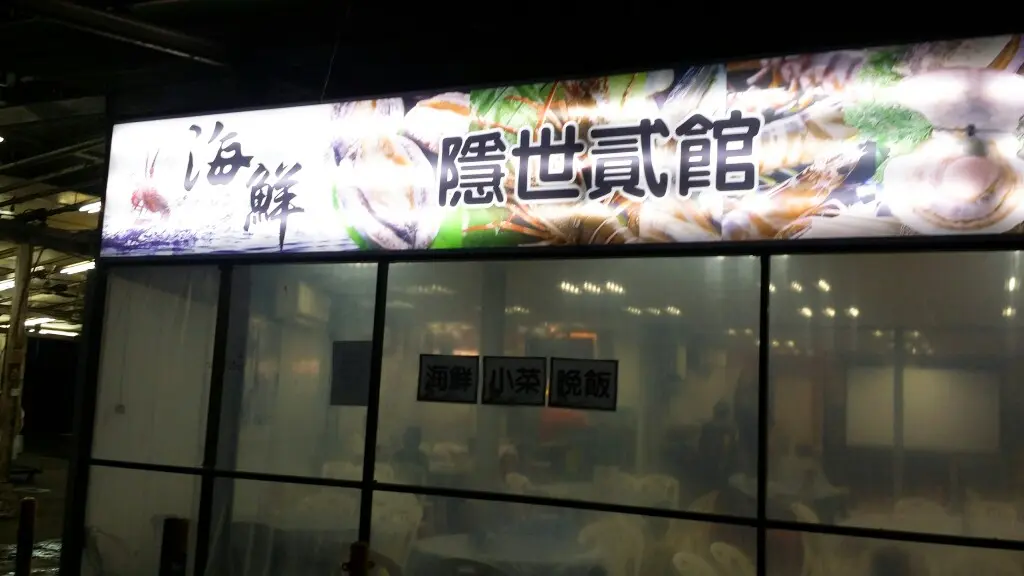 海鮮
隱世貳館
海鮮 小菜 晚飯